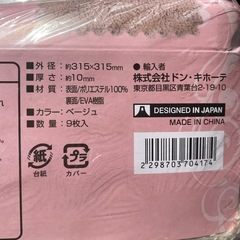 ●外径：約315×315mm
●厚さ：約10mm
●材質：表面/ポリエステル100%
裏面/EVA樹脂
●カラー：ベージュ
●数量：9枚入
●輸入者
株式会社ドン・キホーテ
東京都目黒区青葉台2-19-10
DESIGNED IN JAPAN
MADE IN CHINA
紙
台紙
プラ
カバー
2 298703 704174